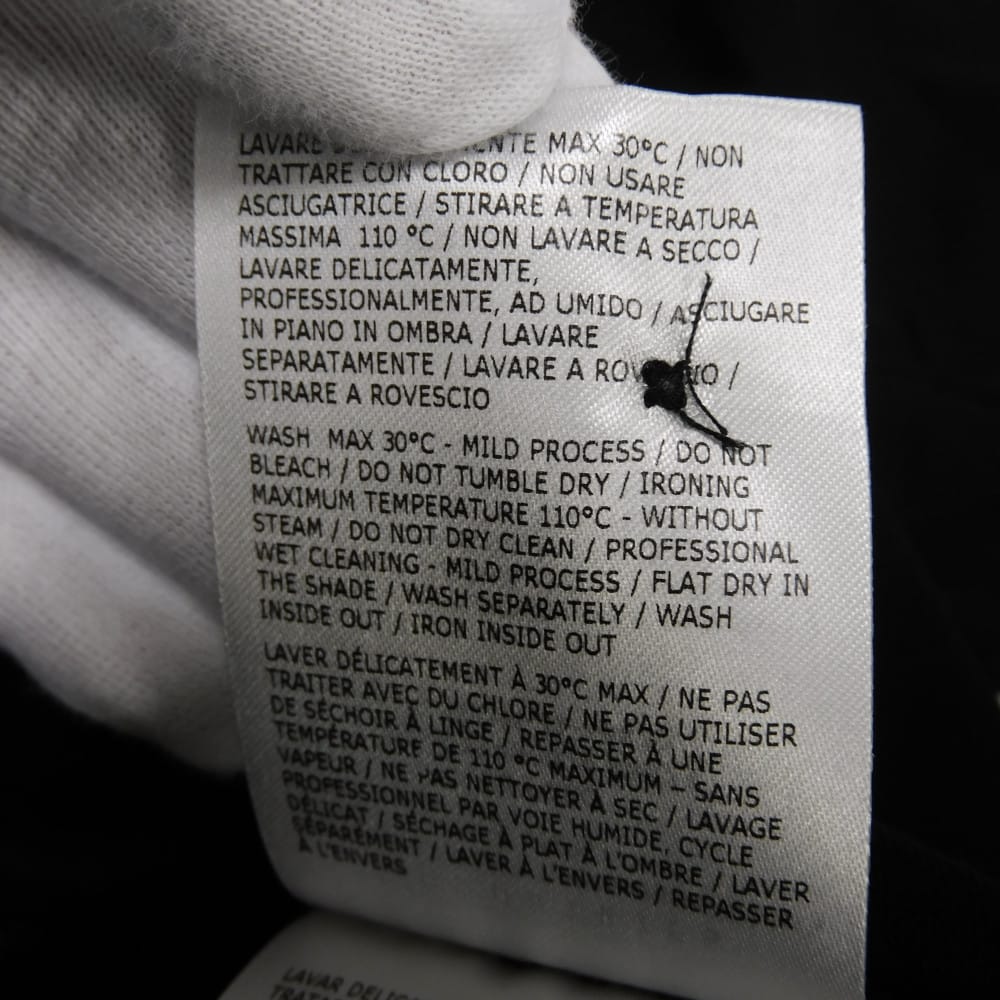 LAVARE MAX 30°C / NON
TRATTARE CON CLORO / NON USARE
ASCIUGATRICE / STIRARE A TEMPERATURA
MASSIMA 110 °C / NON LAVARE A SECCO /
LAVARE DELICATAMENTE,
PROFESSIONALMENTE, AD UMIDO / ASCIUGARE
IN PIANO IN OMBRA / LAVARE
SEPARATAMENTE / LAVARE A /
STIRARE A ROVESCIO
WASH MAX 30°C - MILD PROCESS / DO NOT
BLEACH / DO NOT TUMBLE DRY / IRONING
MAXIMUM TEMPERATURE 110°C - WITHOUT
STEAM / DO NOT DRY CLEAN / PROFESSIONAL
WET CLEANING - MILD PROCESS / FLAT DRY IN
THE SHADE / WASH SEPARATELY / WASH
INSIDE OUT / IRON INSIDE OUT
LAVER DÉLICATEMENT À 30°C MAX / NE PAS
TRAITER AVEC DU CHLORE / NE PAS UTILISER
DE SÉCHOIR À LINGE / REPASSER À UNE
TEMPÉRATURE DE 110 °C MAXIMUM – SANS
VAPEUR / NE PAS NETTOYER À SEC / LAVAGE
PROFESSIONNEL PAR VOIE HUMIDE, CYCLE
DÉLICAT / SÉCHAGE À PLAT À L'OMBRE / LAVER
SÉPARÉMENT / LAVER À L'ENVERS / REPASSER
À L'ENVERS
LAVAR